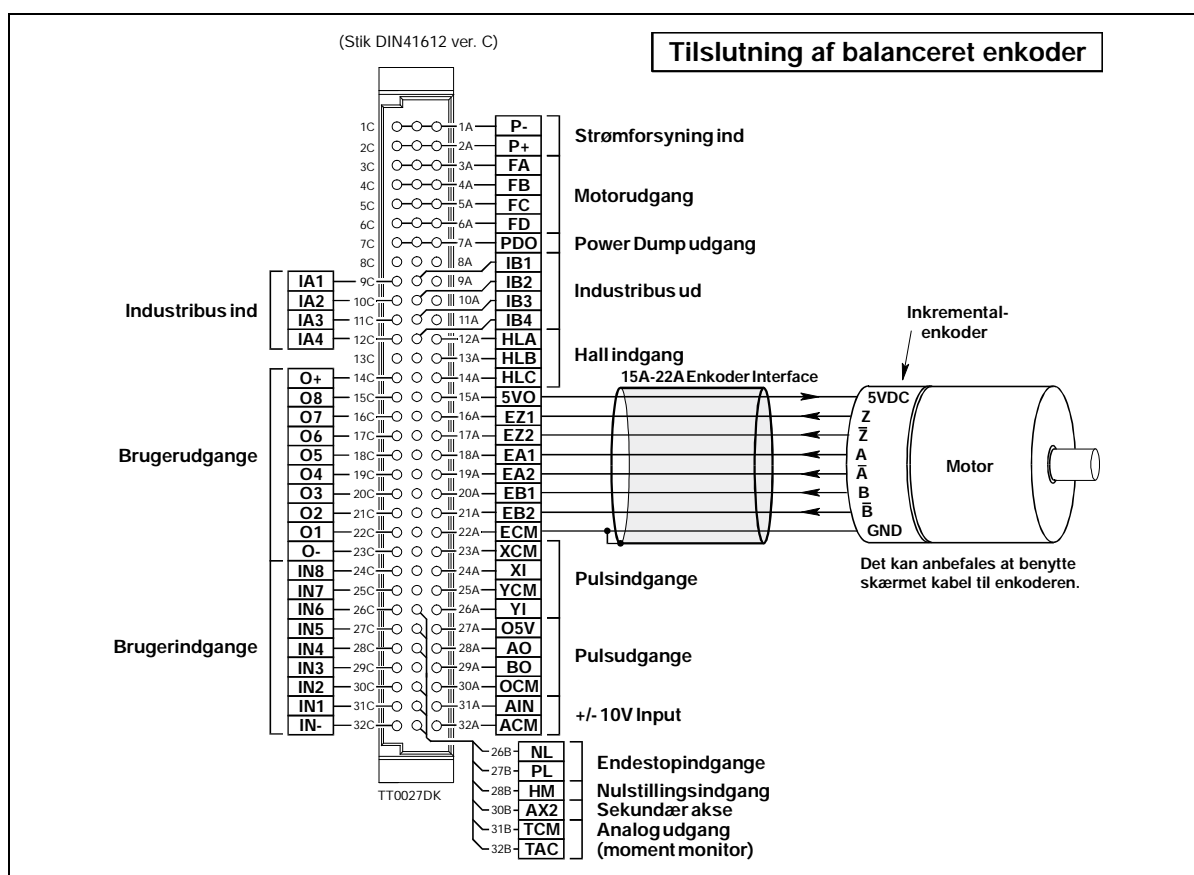 (Stik DIN41612 ver. C)
Tilslutning af balanceret enkoder
1C 1A P-
2C 2A P+
Strømforsyning ind
3C 3A FA
4C 4A FB
5C 5A FC
6C 6A FD
Motorudgang
7C 7A PDO
Power Dump udgang
8C 8A IB1
IA1 9C 9A IB2
IA2 10C 10A IB3
IA3 11C 11A IB4
Industribus ind
Industribus ud
IA4 12C 12A HLA
13C 13A HLB
O+ 14C 14A HLC
Hall indgang
15A-22A Enkoder Interface
Inkremental-
enkoder
O8 15C 15A 5VO 5VDC
O7 16C 16A EZ1 Z
O6 17C 17A EZ2 Z̅
O5 18C 18A EA1 A
O4 19C 19A EA2 A̅
O3 20C 20A EB1 B
O2 21C 21A EB2 B̅
O1 22C 22A ECM GND
Motor
Brugerudgange
O- 23C 23A XCM
IN8 24C 24A XI
IN7 25C 25A YCM
IN6 26C 26A YI
Pulsindgange
Det kan anbefales at benytte
skærmet kabel til enkoderen.
IN5 27C 27A O5V
IN4 28C 28A AO
IN3 29C 29A BO
IN2 30C 30A OCM
Brugerindgange
Pulsudgange
IN1 31C 31A AIN
IN- 32C 32A ACM
+/- 10V Input
26B NL
27B PL
Endestopindgange
28B HM Nulstillingsindgang
30B AX2 Sekundær akse
31B TCM Analog udgang
32B TAC (moment monitor)
TT0027DK